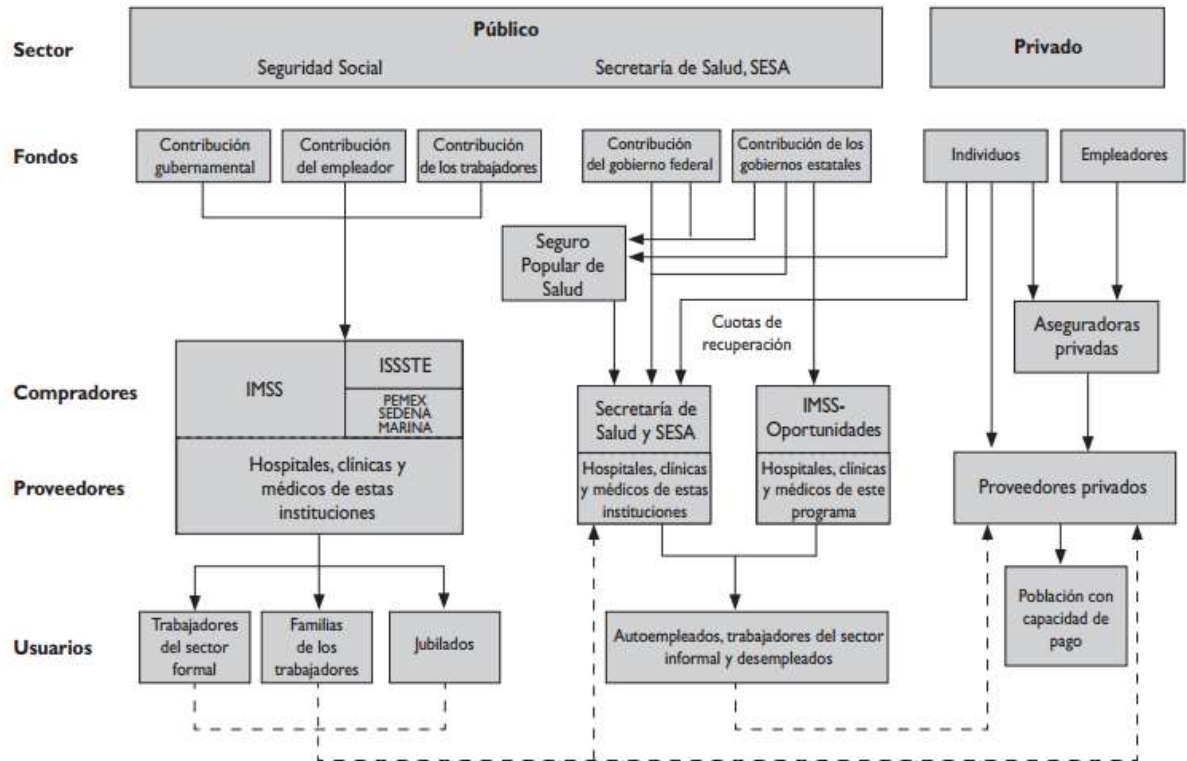 Sector
Público
Seguridad Social
Secretaría de Salud, SESA
Privado
Fondos
Contribución
gubernamental
Contribución
del empleador
Contribución
de los trabajadores
Contribución
del gobierno federal
Contribución de los
gobiernos estatales
Individuos
Empleadores
Seguro
Popular de
Salud
Cuotas de
recuperación
Aseguradoras
privadas
Compradores
IMSS
ISSSTE
PEMEX
SEDENA
MARINA
Secretaría de
Salud y SESA
IMSS-
Oportunidades
Proveedores
Hospitales, clínicas y
médicos de estas
instituciones
Hospitales, clínicas
y médicos de estas
instituciones
Hospitales, clínicas
y médicos de este
programa
Proveedores privados
Usuarios
Trabajadores
del sector
formal
Familias
de los
trabajadores
Jubilados
Autoempleados, trabajadores del sector
informal y desempleados
Población con
capacidad de
pago